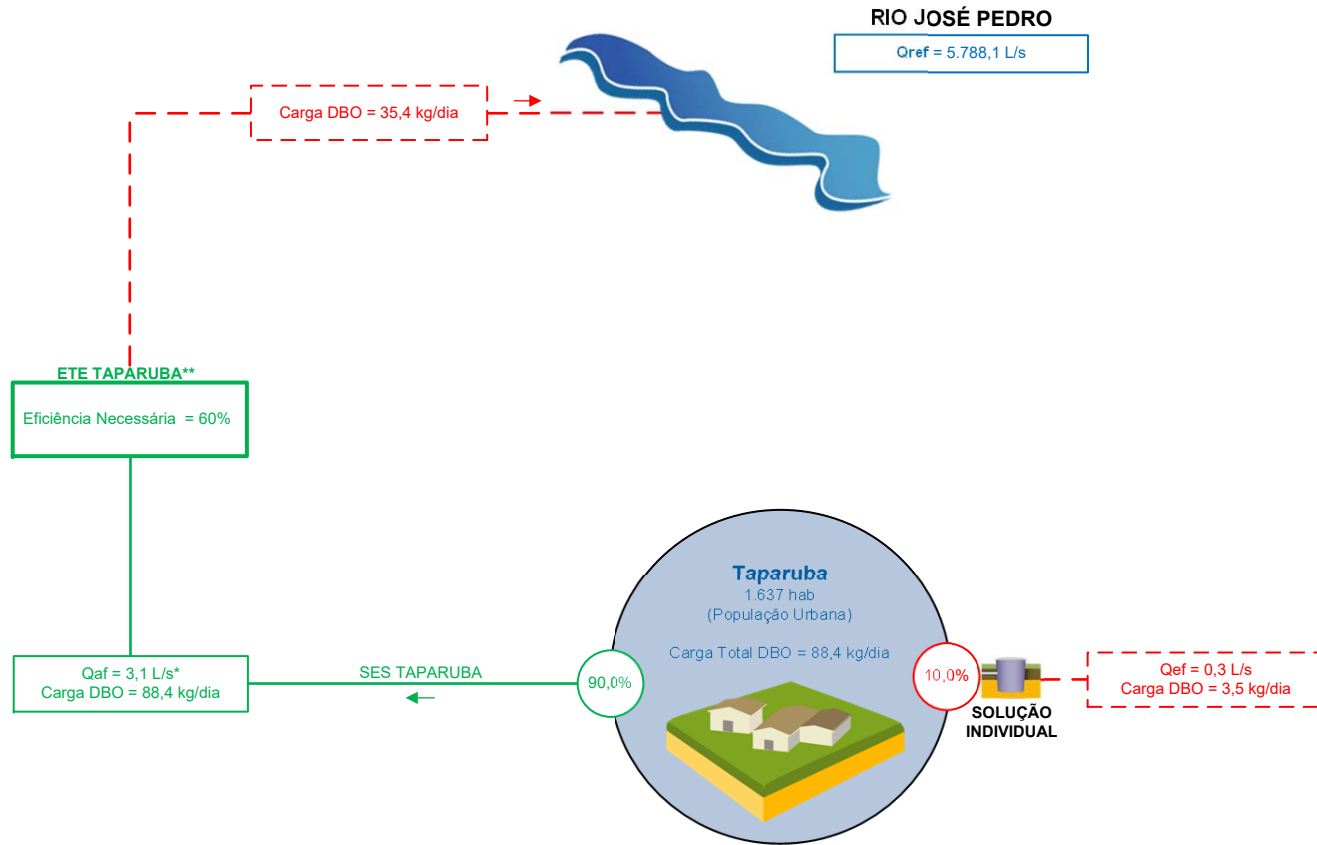 RIO JOSÉ PEDRO
Qref = 5.788,1 L/s
Carga DBO = 35,4 kg/dia
ETE TAPARUBA**
Eficiência Necessária = 60%
Taparuba
1.637 hab
(População Urbana)
Carga Total DBO = 88,4 kg/dia
Qaf = 3,1 L/s*
Carga DBO = 88,4 kg/dia
SES TAPARUBA
90,0%
10,0%
SOLUÇÃO
INDIVIDUAL
Qef = 0,3 L/s
Carga DBO = 3,5 kg/dia